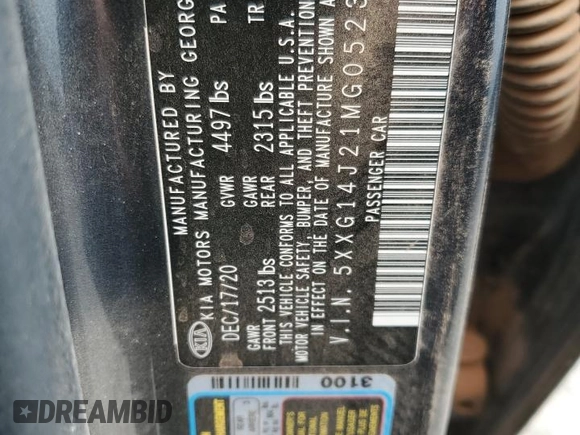 KIA
MANUFACTURED BY
KIA MOTORS MANUFACTURING GEORG
DEC/17/20 GVWR 4497 lbs PA
GAWR FRONT 2513 lbs GAWR REAR 2315 lbs TR
THIS VEHICLE CONFORMS TO ALL APPLICABLE U.S.A.
MOTOR VEHICLE SAFETY, BUMPER, AND THEFT PREVENTION
IN EFFECT ON THE DATE OF MANUFACTURE SHOWN A
V.I.N. 5XXG14J21MG0523
PASSENGER CAR
3100
DREAMBID